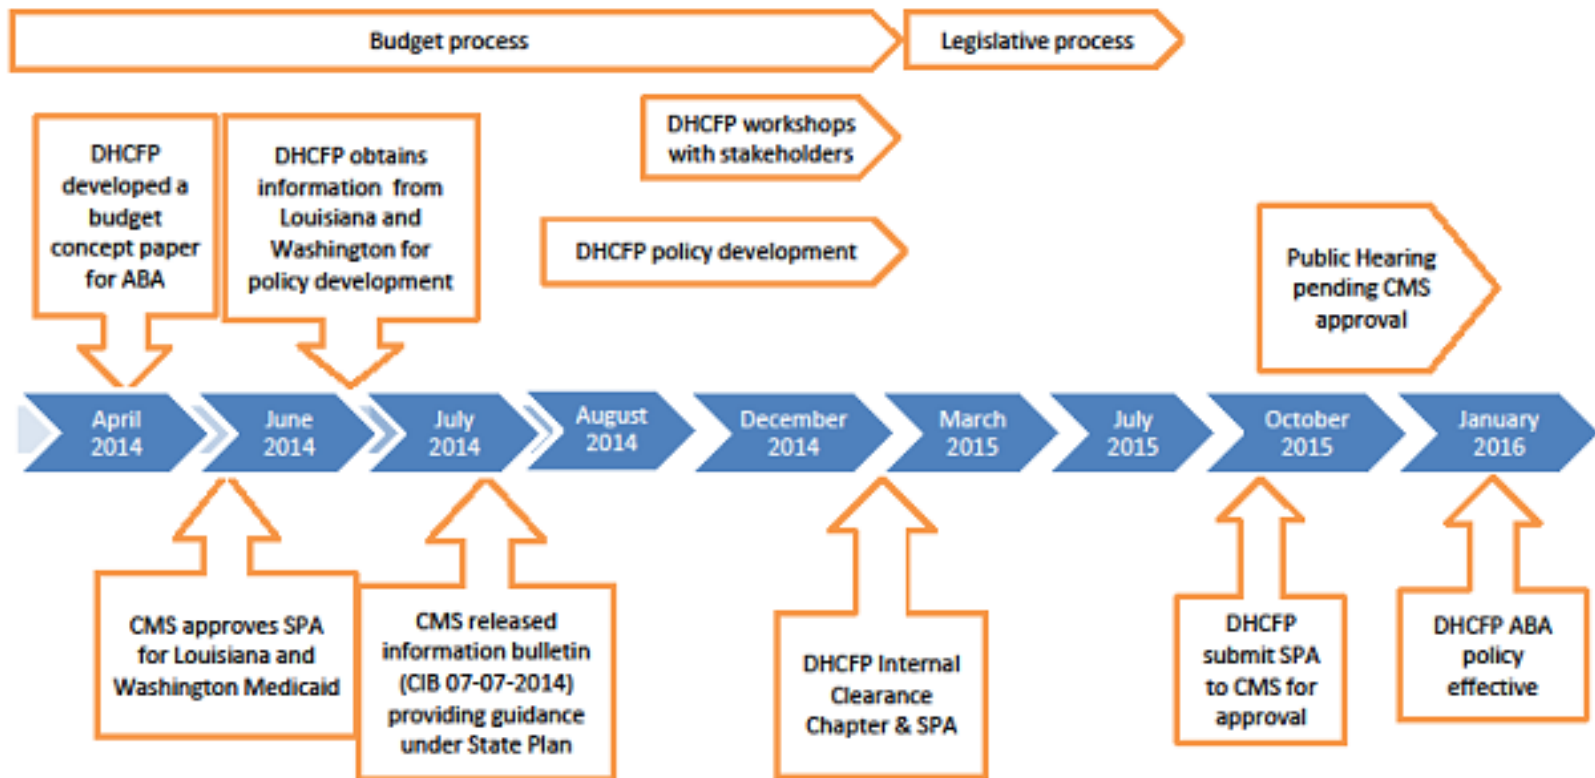 Budget process
Legislative process
DHCFP workshops
with stakeholders
DHCFP
developed a
budget
concept paper
for ABA
DHCFP obtains
information from
Louisiana and
Washington for
policy development
DHCFP policy development
Public Hearing
pending CMS
approval
April
2014
June
2014
July
2014
August
2014
December
2014
March
2015
July
2015
October
2015
January
2016
CMS approves SPA
for Louisiana and
Washington Medicaid
CMS released
information bulletin
(CIB 07-07-2014)
providing guidance
under State Plan
DHCFP Internal
Clearance
Chapter & SPA
DHCFP
submit SPA
to CMS for
approval
DHCFP ABA
policy
effective